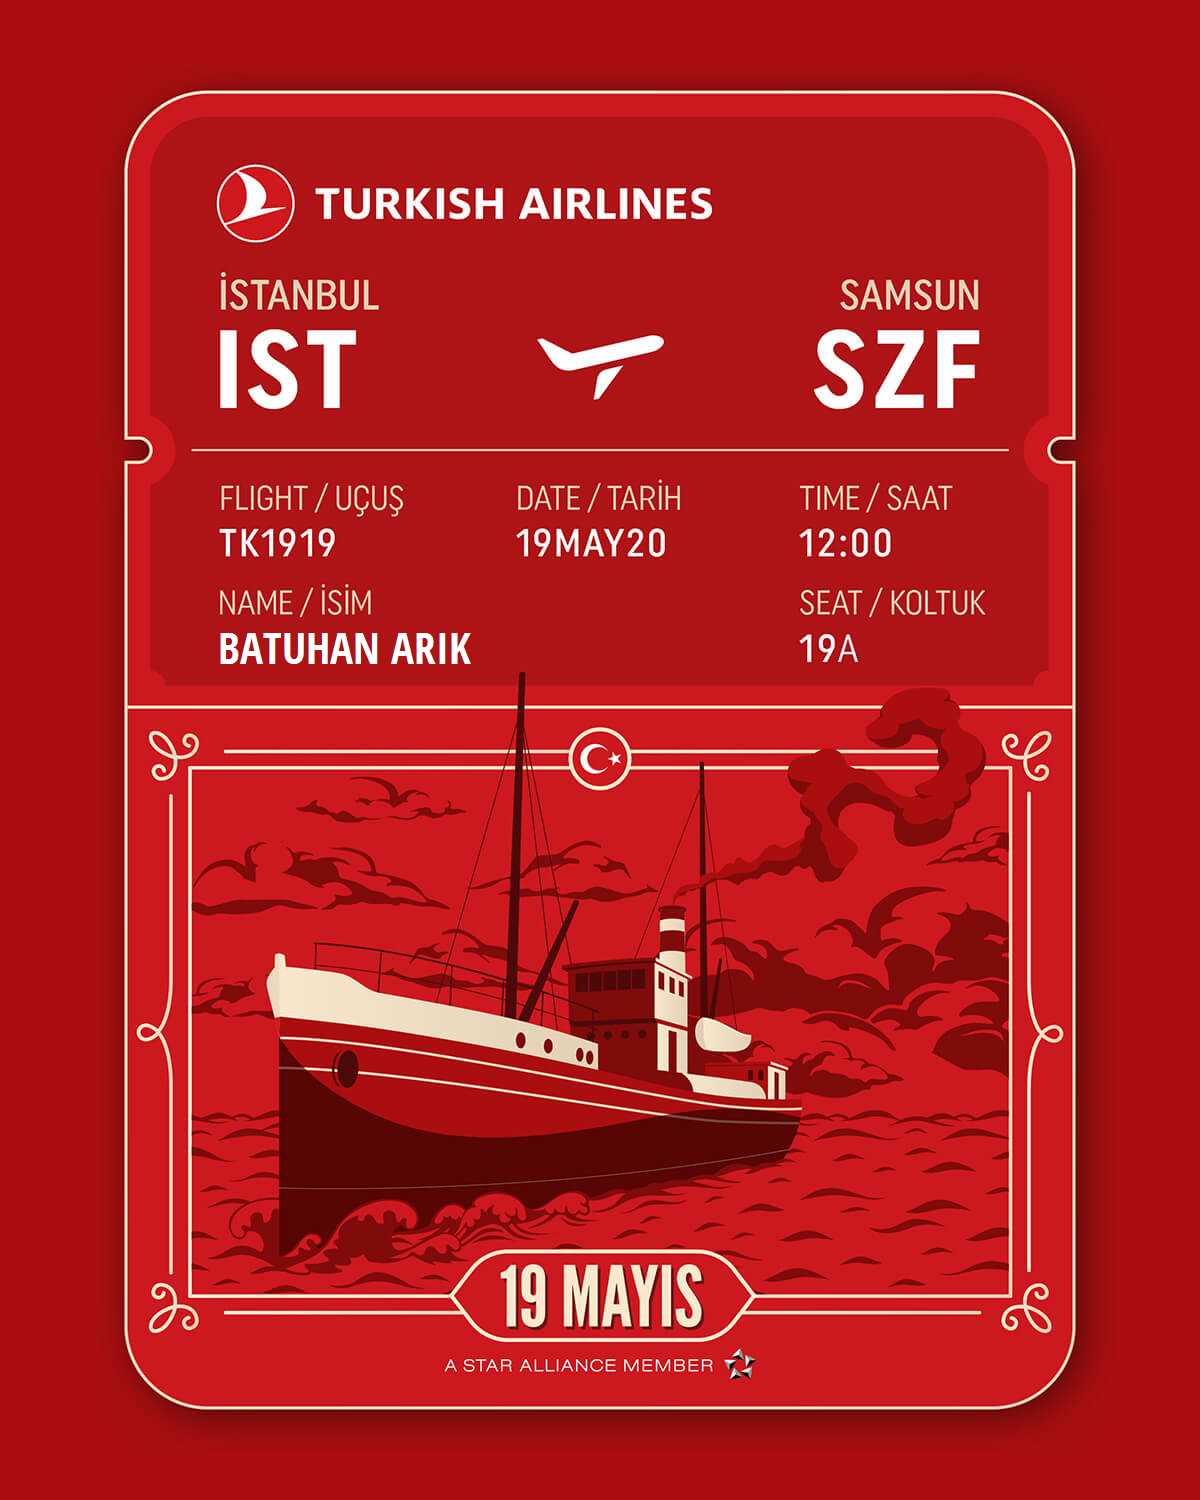 TURKISH AIRLINES
İSTANBUL SAMSUN
IST SZF
FLIGHT / UÇUŞ DATE / TARİH TIME / SAAT
TK1919 19MAY20 12:00
NAME / İSİM SEAT / KOLTUK
BATUHAN ARIK 19A
19 MAYIS
A STAR ALLIANCE MEMBER